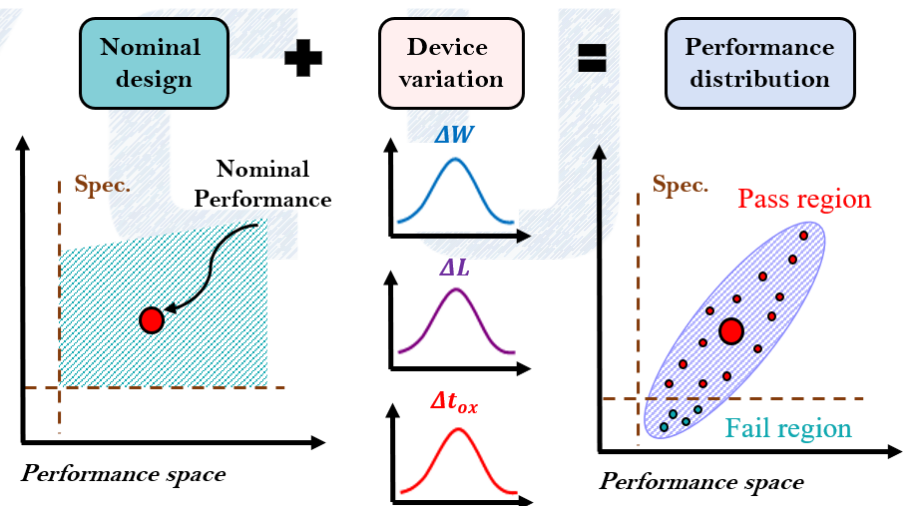 Nominal
design
+
Device
variation
=
Performance
distribution
Spec.
Nominal
Performance
Performance space
ΔW
ΔL
Δt_ox
Spec.
Pass region
Fail region
Performance space